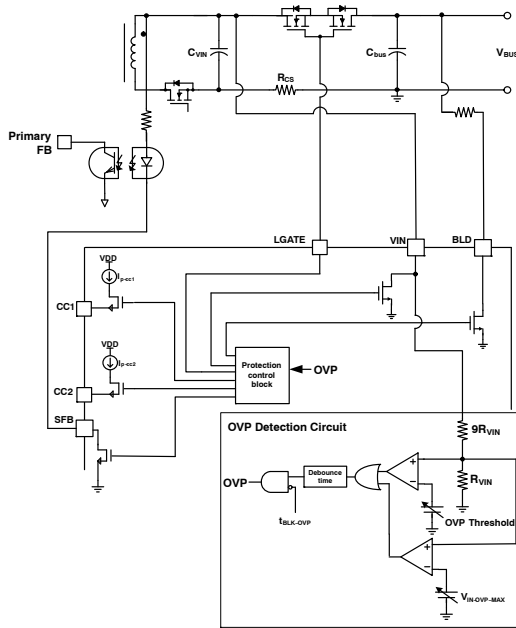 CVIN
Cbus
VBUS
RCS
Primary
FB
LGATE
VIN
BLD
VDD
Ip-cc1
CC1
VDD
Ip-cc2
CC2
SFB
Protection
control
block
OVP
OVP Detection Circuit
9RVIN
RVIN
OVP
Debounce
time
tBLK-OVP
+
−
OVP Threshold
+
−
VIN-OVP-MAX